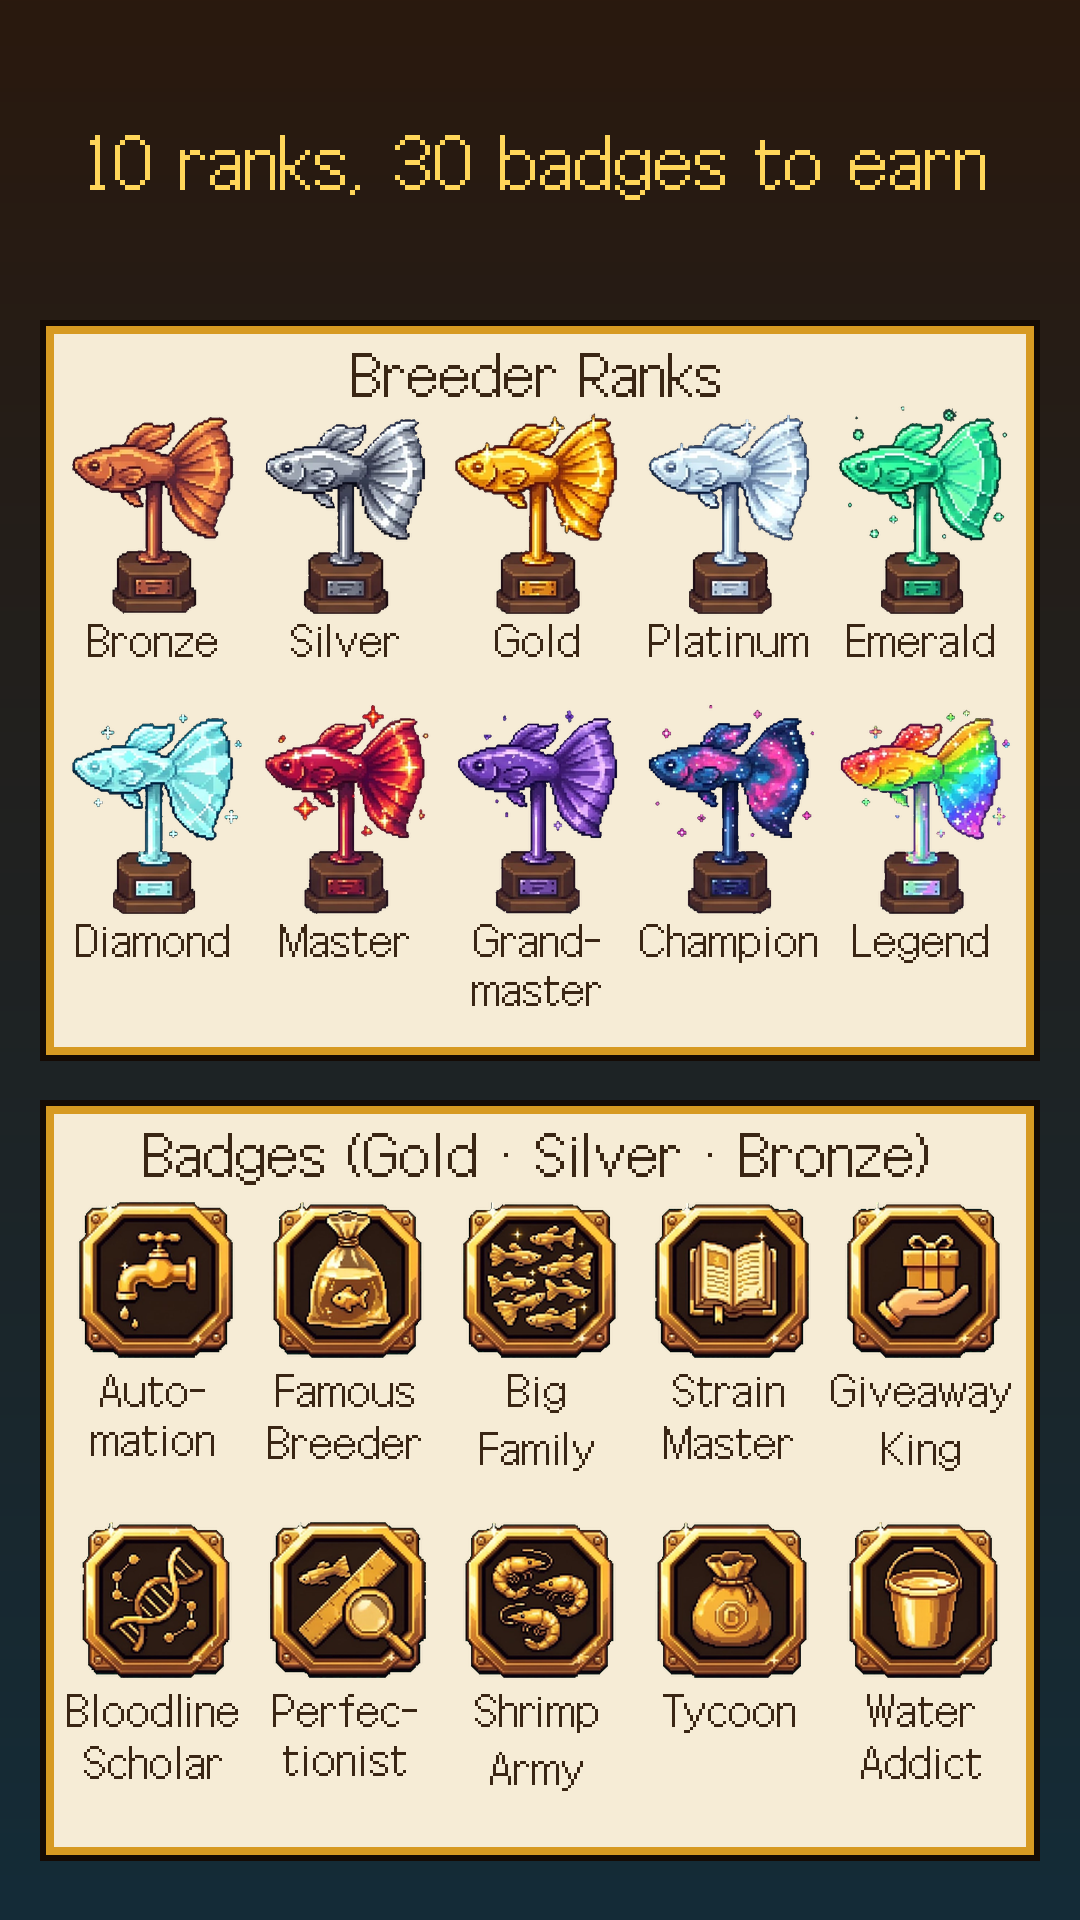 10 ranks, 30 badges to earn
Breeder Ranks
Bronze Silver Gold Platinum Emerald
Diamond Master Grand- Champion Legend
master
Badges (Gold · Silver · Bronze)
Auto- Famous Big Strain Giveaway
mation Breeder Family Master King
Bloodline Perfec- Shrimp Tycoon Water
Scholar tionist Army Addict